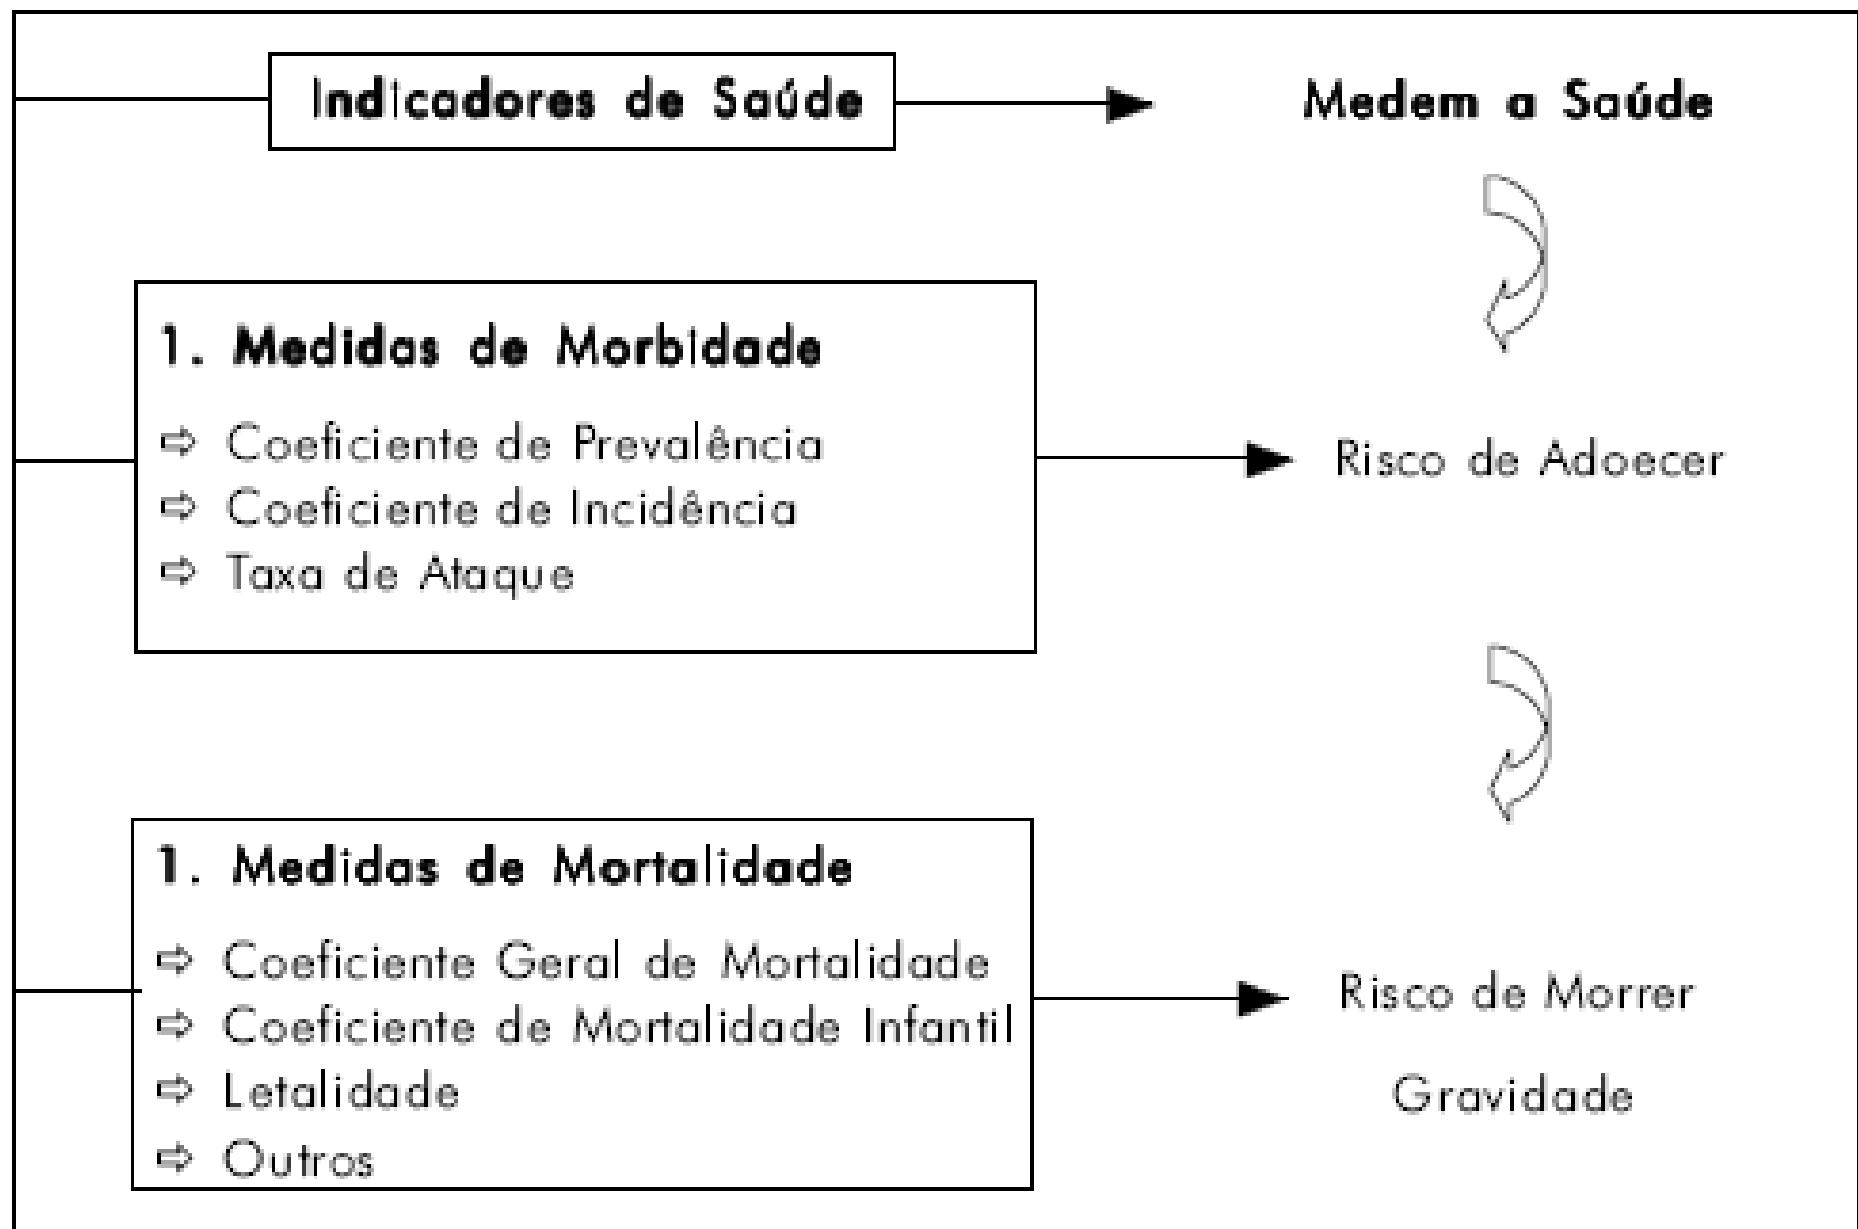 Indicadores de Saúde
Medem a Saúde
1. Medidas de Morbidade
⇨ Coeficiente de Prevalência
⇨ Coeficiente de Incidência
⇨ Taxa de Ataque
Risco de Adoecer
1. Medidas de Mortalidade
⇨ Coeficiente Geral de Mortalidade
⇨ Coeficiente de Mortalidade Infantil
⇨ Letalidade
⇨ Outros
Risco de Morrer
Gravidade